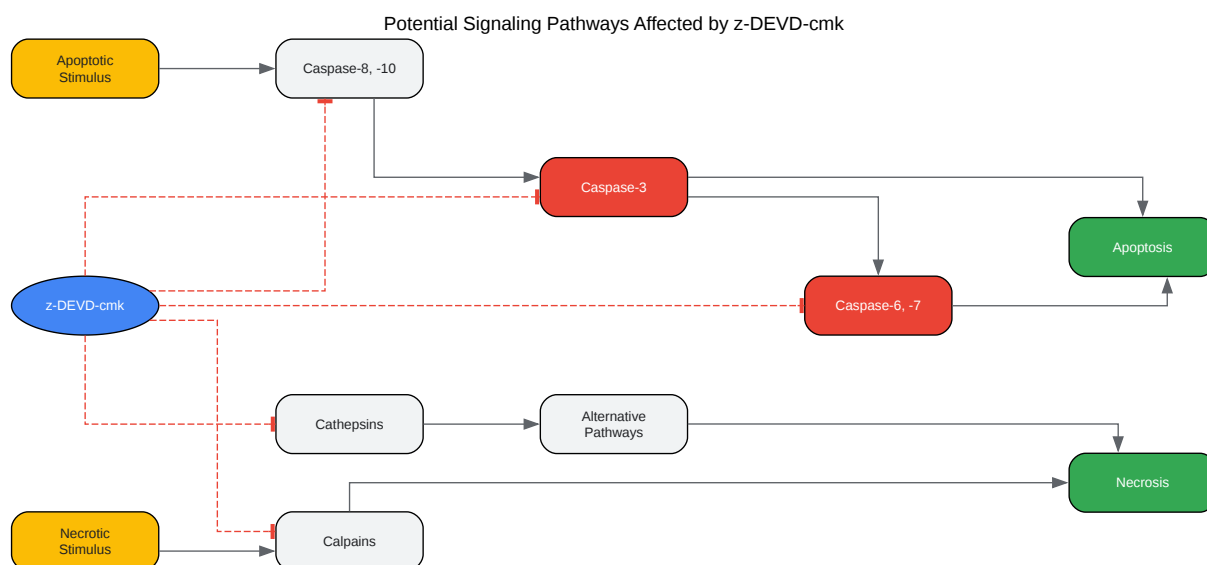 Potential Signaling Pathways Affected by z-DEVD-cmk
Apoptotic
Stimulus
Caspase-8, -10
Caspase-3
Apoptosis
z-DEVD-cmk
Caspase-6, -7
Cathepsins
Alternative
Pathways
Necrosis
Necrotic
Stimulus
Calpains